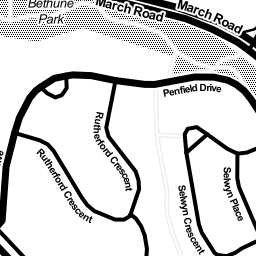 Bethune
Park
March Road
March Road
Penfield Drive
Rutherford Crescent
Rutherford Crescent
Selwyn Crescent
Selwyn Place